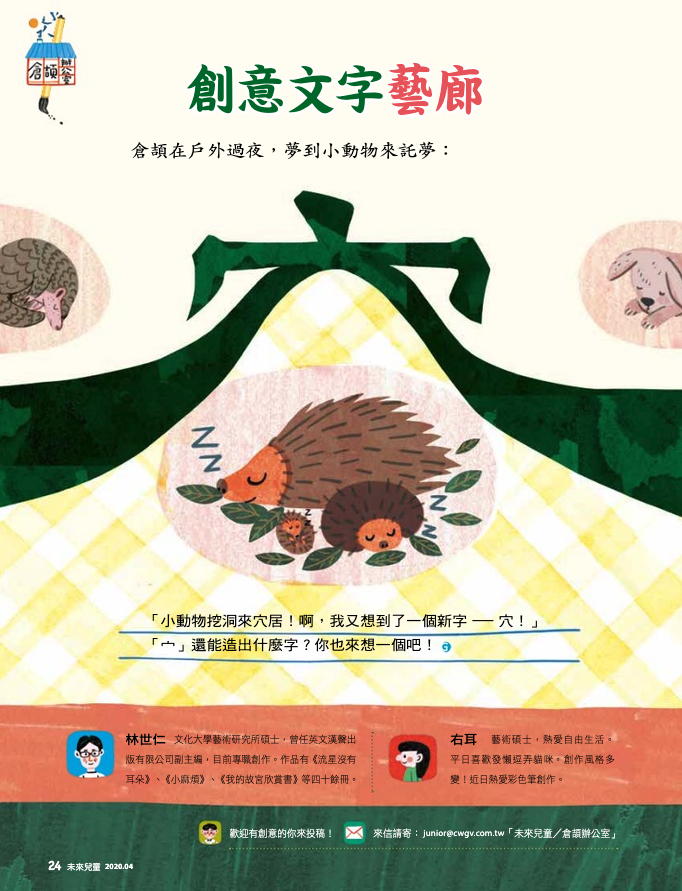 倉頡
辦公室
創意文字藝廊
倉頡在戶外過夜，夢到小動物來託夢：
穴
Z
Z
z
z
Z
Z
「小動物挖洞來穴居！啊，我又想到了一個新字 ── 穴！」
「宀」還能造出什麼字？你也來想一個吧！
林世仁 文化大學藝術研究所碩士，曾任英文漢聲出
版有限公司副主編，目前專職創作。作品有《流星沒有
耳朵》、《小麻煩》、《我的故宮欣賞書》等四十餘冊。
右耳 藝術碩士，熱愛自由生活。
平日喜歡發懶逗弄貓咪。創作風格多
變！近日熱愛彩色筆創作。
歡迎有創意的你來投稿！ 來信請寄：junior@cwgv.com.tw「未來兒童／倉頡辦公室」
24 未來兒童 2020.04